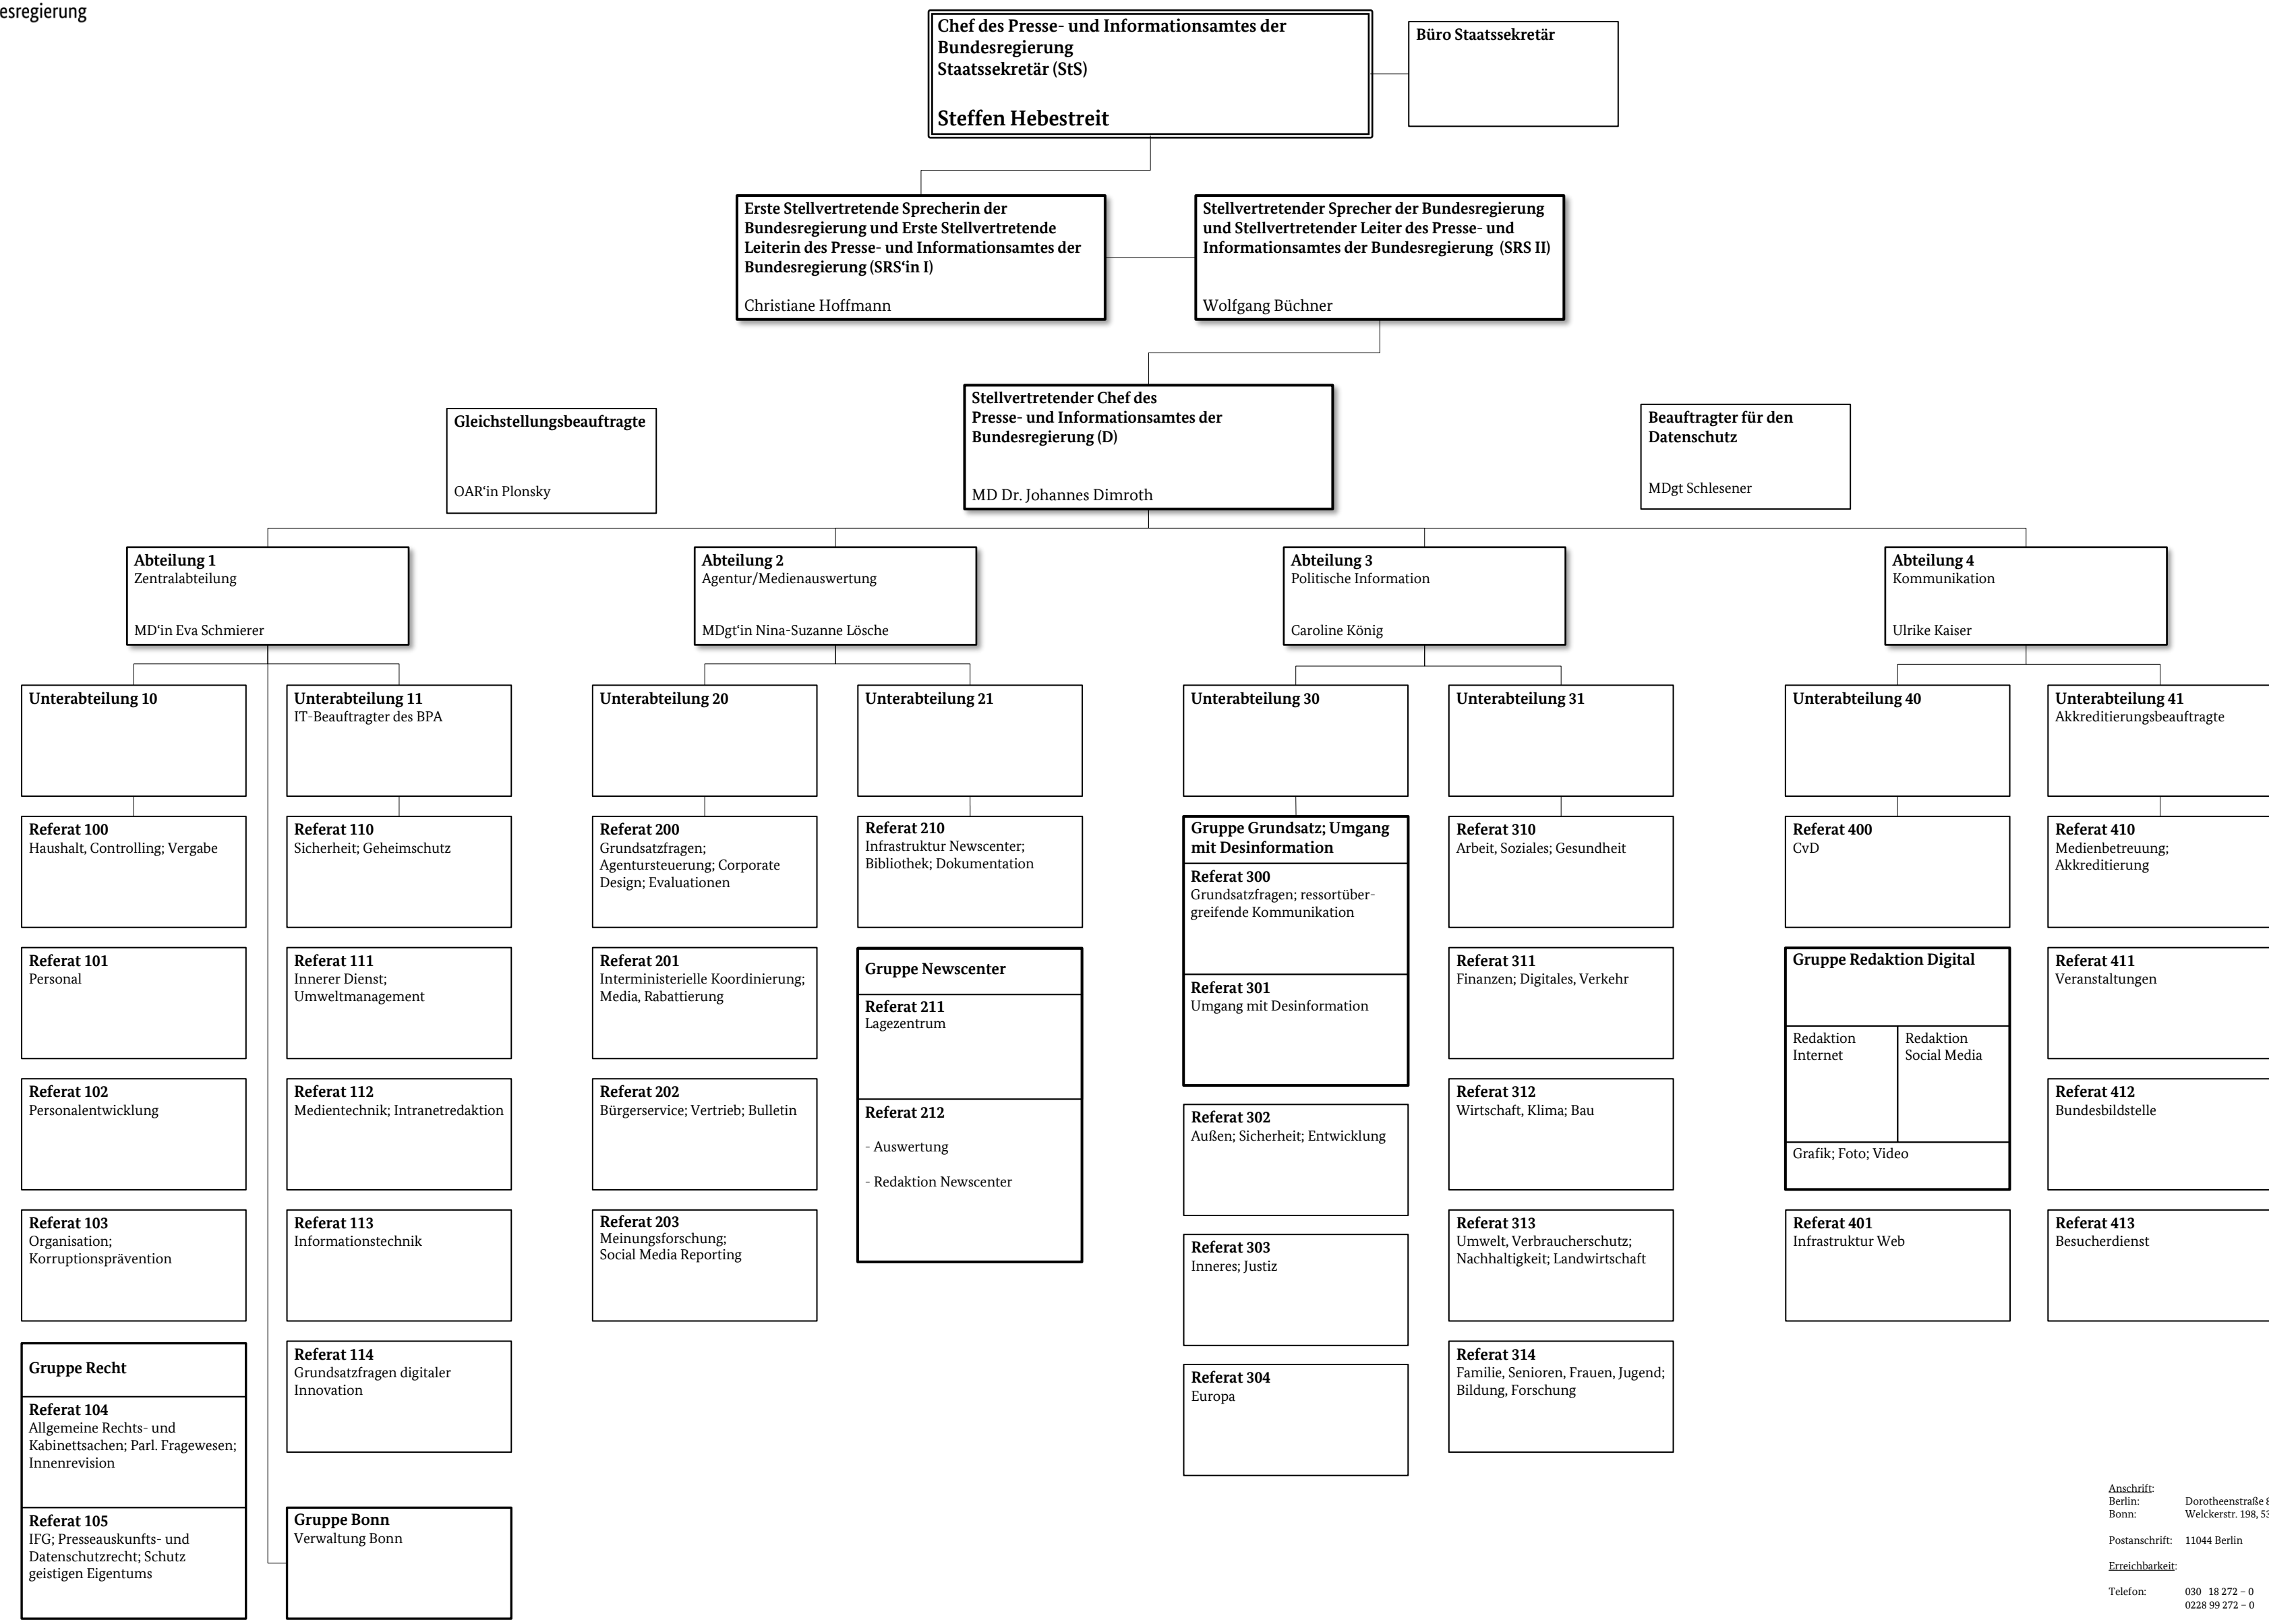 esregierung
Chef des Presse- und Informationsamtes der
Bundesregierung
Staatssekretär (StS)
Steffen Hebestreit
Büro Staatssekretär
Erste Stellvertretende Sprecherin der
Bundesregierung und Erste Stellvertretende
Leiterin des Presse- und Informationsamtes der
Bundesregierung (SRS‘in I)
Christiane Hoffmann
Stellvertretender Sprecher der Bundesregierung
und Stellvertretender Leiter des Presse- und
Informationsamtes der Bundesregierung (SRS II)
Wolfgang Büchner
Gleichstellungsbeauftragte
OAR‘in Plonsky
Stellvertretender Chef des
Presse- und Informationsamtes der
Bundesregierung (D)
MD Dr. Johannes Dimroth
Beauftragter für den
Datenschutz
MDgt Schlesener
Abteilung 1
Zentralabteilung
MD‘in Eva Schmierer
Abteilung 2
Agentur/Medienauswertung
MDgt‘in Nina-Suzanne Lösche
Abteilung 3
Politische Information
Caroline König
Abteilung 4
Kommunikation
Ulrike Kaiser
Unterabteilung 10
Referat 100
Haushalt, Controlling; Vergabe
Referat 101
Personal
Referat 102
Personalentwicklung
Referat 103
Organisation;
Korruptionsprävention
Gruppe Recht
Referat 104
Allgemeine Rechts- und
Kabinettsachen; Parl. Fragewesen;
Innenrevision
Referat 105
IFG; Presseauskunfts- und
Datenschutzrecht; Schutz
geistigen Eigentums
Unterabteilung 11
IT-Beauftragter des BPA
Referat 110
Sicherheit; Geheimschutz
Referat 111
Innerer Dienst;
Umweltmanagement
Referat 112
Medientechnik; Intranetredaktion
Referat 113
Informationstechnik
Referat 114
Grundsatzfragen digitaler
Innovation
Gruppe Bonn
Verwaltung Bonn
Unterabteilung 20
Referat 200
Grundsatzfragen;
Agentursteuerung; Corporate
Design; Evaluationen
Referat 201
Interministerielle Koordinierung;
Media, Rabattierung
Referat 202
Bürgerservice; Vertrieb; Bulletin
Referat 203
Meinungsforschung;
Social Media Reporting
Unterabteilung 21
Referat 210
Infrastruktur Newscenter;
Bibliothek; Dokumentation
Gruppe Newscenter
Referat 211
Lagezentrum
Referat 212
- Auswertung
- Redaktion Newscenter
Unterabteilung 30
Gruppe Grundsatz; Umgang
mit Desinformation
Referat 300
Grundsatzfragen; ressortüber-
greifende Kommunikation
Referat 301
Umgang mit Desinformation
Referat 302
Außen; Sicherheit; Entwicklung
Referat 303
Inneres; Justiz
Referat 304
Europa
Unterabteilung 31
Referat 310
Arbeit, Soziales; Gesundheit
Referat 311
Finanzen; Digitales, Verkehr
Referat 312
Wirtschaft, Klima; Bau
Referat 313
Umwelt, Verbraucherschutz;
Nachhaltigkeit; Landwirtschaft
Referat 314
Familie, Senioren, Frauen, Jugend;
Bildung, Forschung
Unterabteilung 40
Referat 400
CvD
Gruppe Redaktion Digital
Redaktion
Internet
Redaktion
Social Media
Grafik; Foto; Video
Referat 401
Infrastruktur Web
Unterabteilung 41
Akkreditierungsbeauftragte
Referat 410
Medienbetreuung;
Akkreditierung
Referat 411
Veranstaltungen
Referat 412
Bundesbildstelle
Referat 413
Besucherdienst
Anschrift:
Berlin: Dorotheenstraße 8
Bonn: Welckerstr. 198, 53
Postanschrift: 11044 Berlin
Erreichbarkeit:
Telefon: 030 18 272 – 0
0228 99 272 – 0